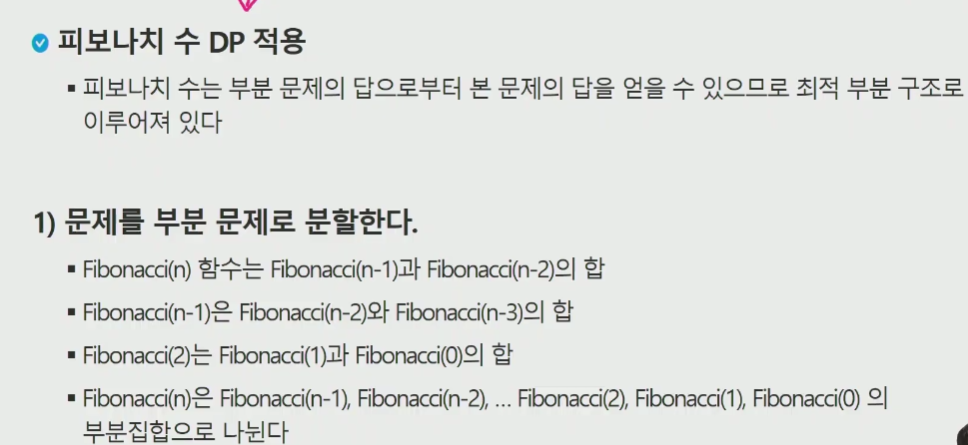 피보나치 수 DP 적용
▪ 피보나치 수는 부분 문제의 답으로부터 본 문제의 답을 얻을 수 있으므로 최적 부분 구조로
이루어져 있다
1) 문제를 부분 문제로 분할한다.
▪ Fibonacci(n) 함수는 Fibonacci(n-1)과 Fibonacci(n-2)의 합
▪ Fibonacci(n-1)은 Fibonacci(n-2)와 Fibonacci(n-3)의 합
▪ Fibonacci(2)는 Fibonacci(1)과 Fibonacci(0)의 합
▪ Fibonacci(n)은 Fibonacci(n-1), Fibonacci(n-2), ... Fibonacci(2), Fibonacci(1), Fibonacci(0) 의
부분집합으로 나뉜다